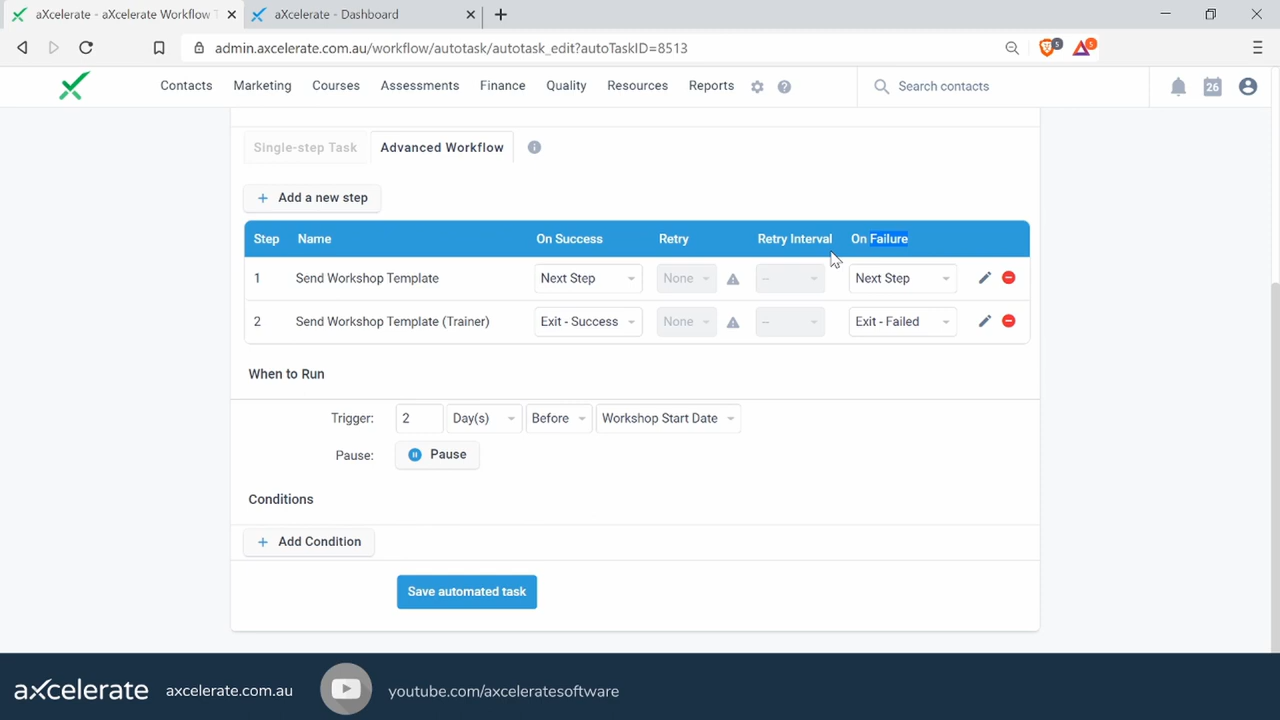 aXcelerate - aXcelerate Workflow T
aXcelerate - Dashboard
admin.axcelerate.com.au/workflow/autotask/autotask_edit?autoTaskID=8513
5
5
Contacts
Marketing
Courses
Assessments
Finance
Quality
Resources
Reports
Search contacts
26
Single-step Task
Advanced Workflow
+ Add a new step
Step Name On Success Retry Retry Interval On Failure
1 Send Workshop Template Next Step None -- Next Step
2 Send Workshop Template (Trainer) Exit - Success None -- Exit - Failed
When to Run
Trigger: 2 Day(s) Before Workshop Start Date
Pause: Pause
Conditions
+ Add Condition
Save automated task
axcelerate axcelerate.com.au youtube.com/axceleratesoftware